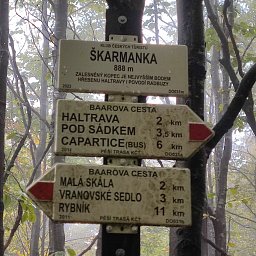 KLUB ČESKÝCH TURISTŮ
ŠKARMANKA
888 m
ZALESNĚNÝ KOPEC JE NEJVYŠŠÍM BODEM
HŘEBENU HALTRAVY I POVODÍ RADBUZY
BAAROVA CESTA
HALTRAVA 2 km
POD SÁDKEM 3,5 km
CAPARTICE(BUS) 6 km
PĚŠÍ TRASA KČT
BAAROVA CESTA
MALÁ SKÁLA 2 km
VRANOVSKÉ SEDLO 3 km
RYBNÍK 11 km
PĚŠÍ TRASA KČT